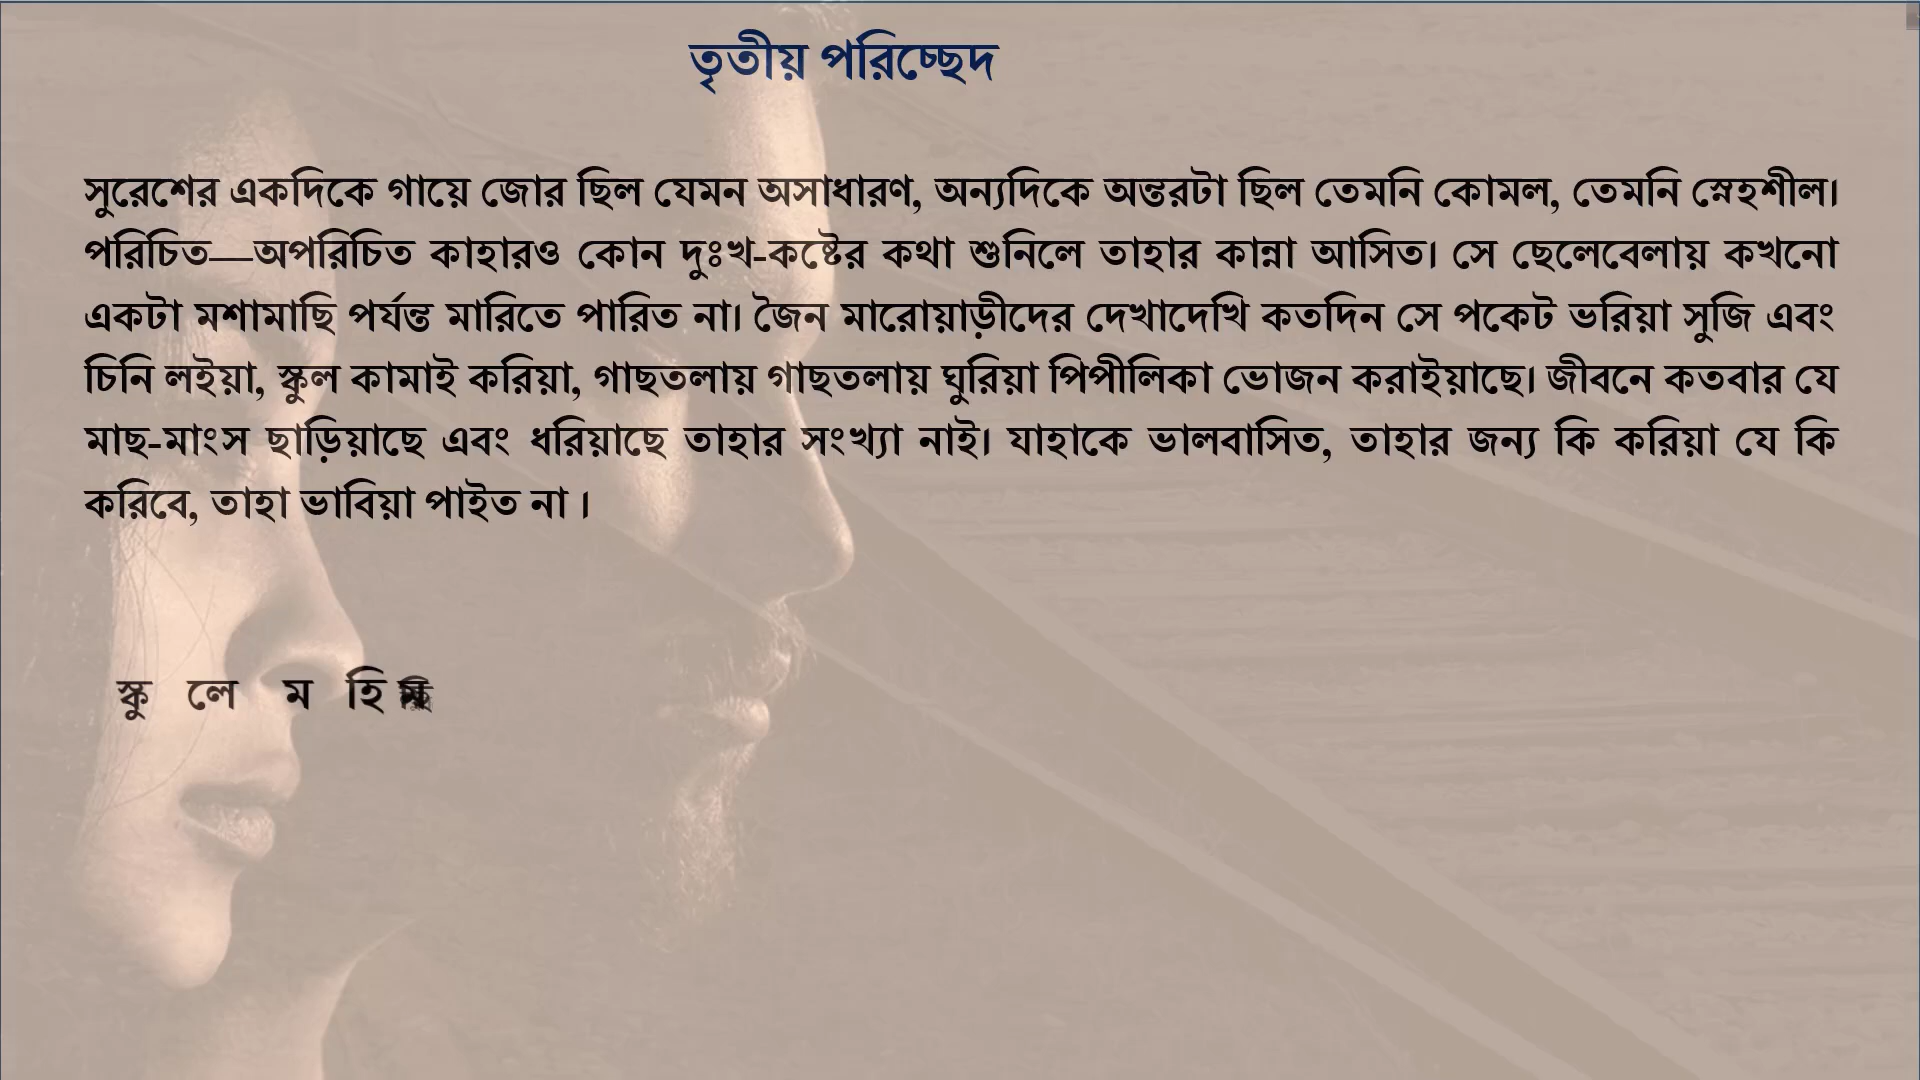 তৃতীয় পরিচ্ছেদ
সুরেশের একদিকে গায়ে জোর ছিল যেমন অসাধারণ, অন্যদিকে অন্তরটা ছিল তেমনি কোমল, তেমনি স্নেহশীল।
পরিচিত—অপরিচিত কাহারও কোন দুঃখ-কষ্টের কথা শুনিলে তাহার কান্না আসিত। সে ছেলেবেলায় কখনো
একটা মশামাছি পর্যন্ত মারিতে পারিত না। জৈন মারোয়াড়ীদের দেখাদেখি কতদিন সে পকেট ভরিয়া সুজি এবং
চিনি লইয়া, স্কুল কামাই করিয়া, গাছতলায় গাছতলায় ঘুরিয়া পিপীলিকা ভোজন করাইয়াছে। জীবনে কতবার যে
মাছ-মাংস ছাড়িয়াছে এবং ধরিয়াছে তাহার সংখ্যা নাই। যাহাকে ভালবাসিত, তাহার জন্য কি করিয়া যে কি
করিবে, তাহা ভাবিয়া পাইত না।
স্কু লে ম হি